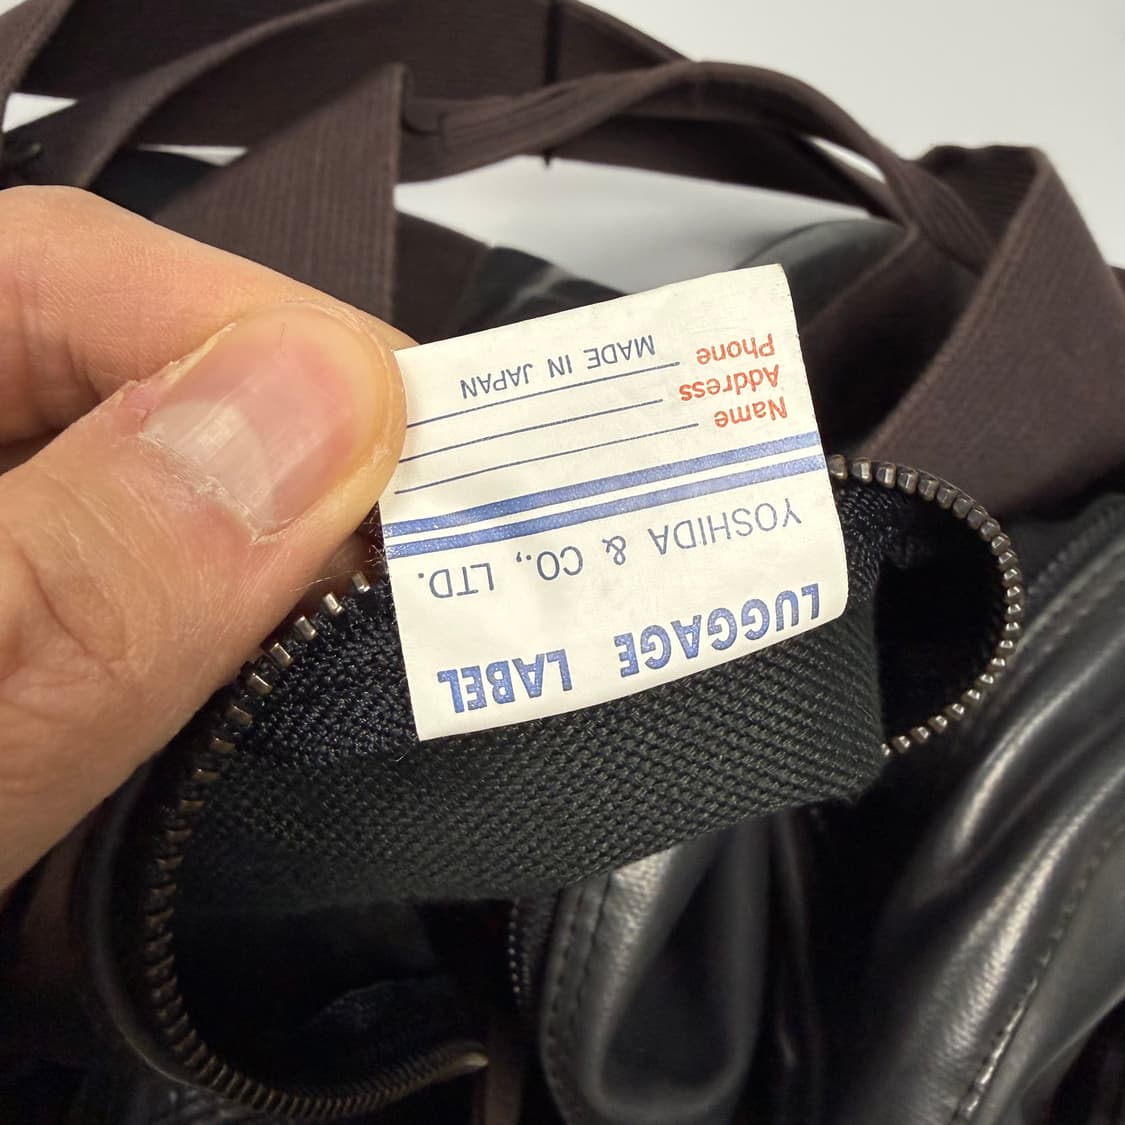 LUGGAGE LABEL
YOSHIDA & CO., LTD.
Name
Address
Phone
MADE IN JAPAN